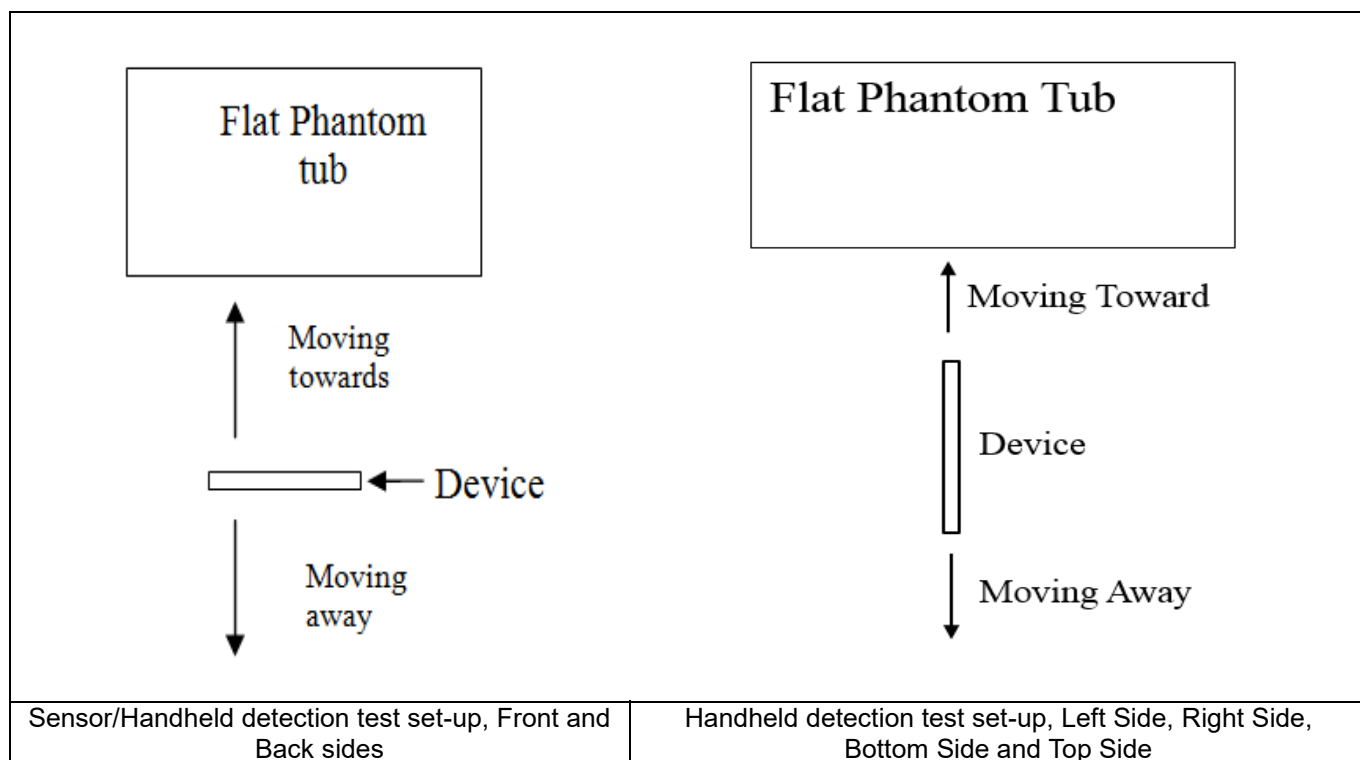 Flat Phantom
tub
Moving
towards
Device
Moving
away
Flat Phantom Tub
Moving Toward
Device
Moving Away
Sensor/Handheld detection test set-up, Front and
Back sides
Handheld detection test set-up, Left Side, Right Side,
Bottom Side and Top Side